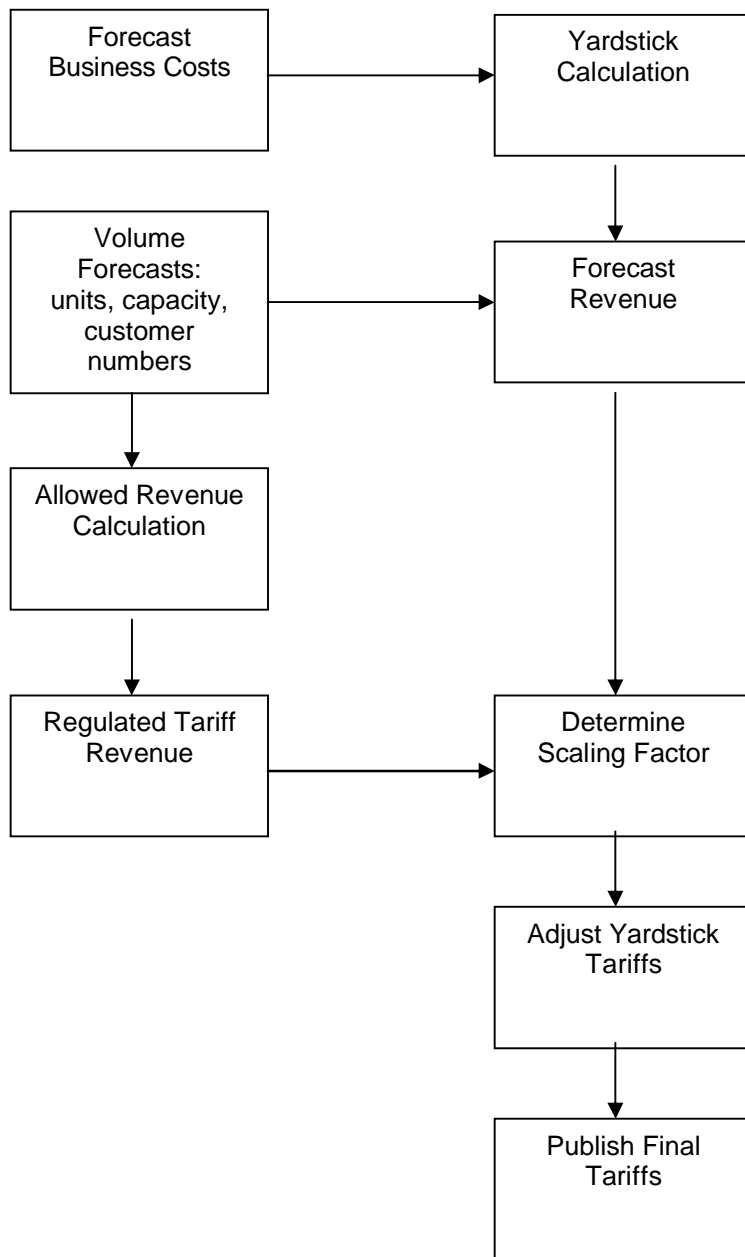 Forecast
Business Costs
Yardstick
Calculation
Volume
Forecasts:
units, capacity,
customer
numbers
Forecast
Revenue
Allowed Revenue
Calculation
Regulated Tariff
Revenue
Determine
Scaling Factor
Adjust Yardstick
Tariffs
Publish Final
Tariffs